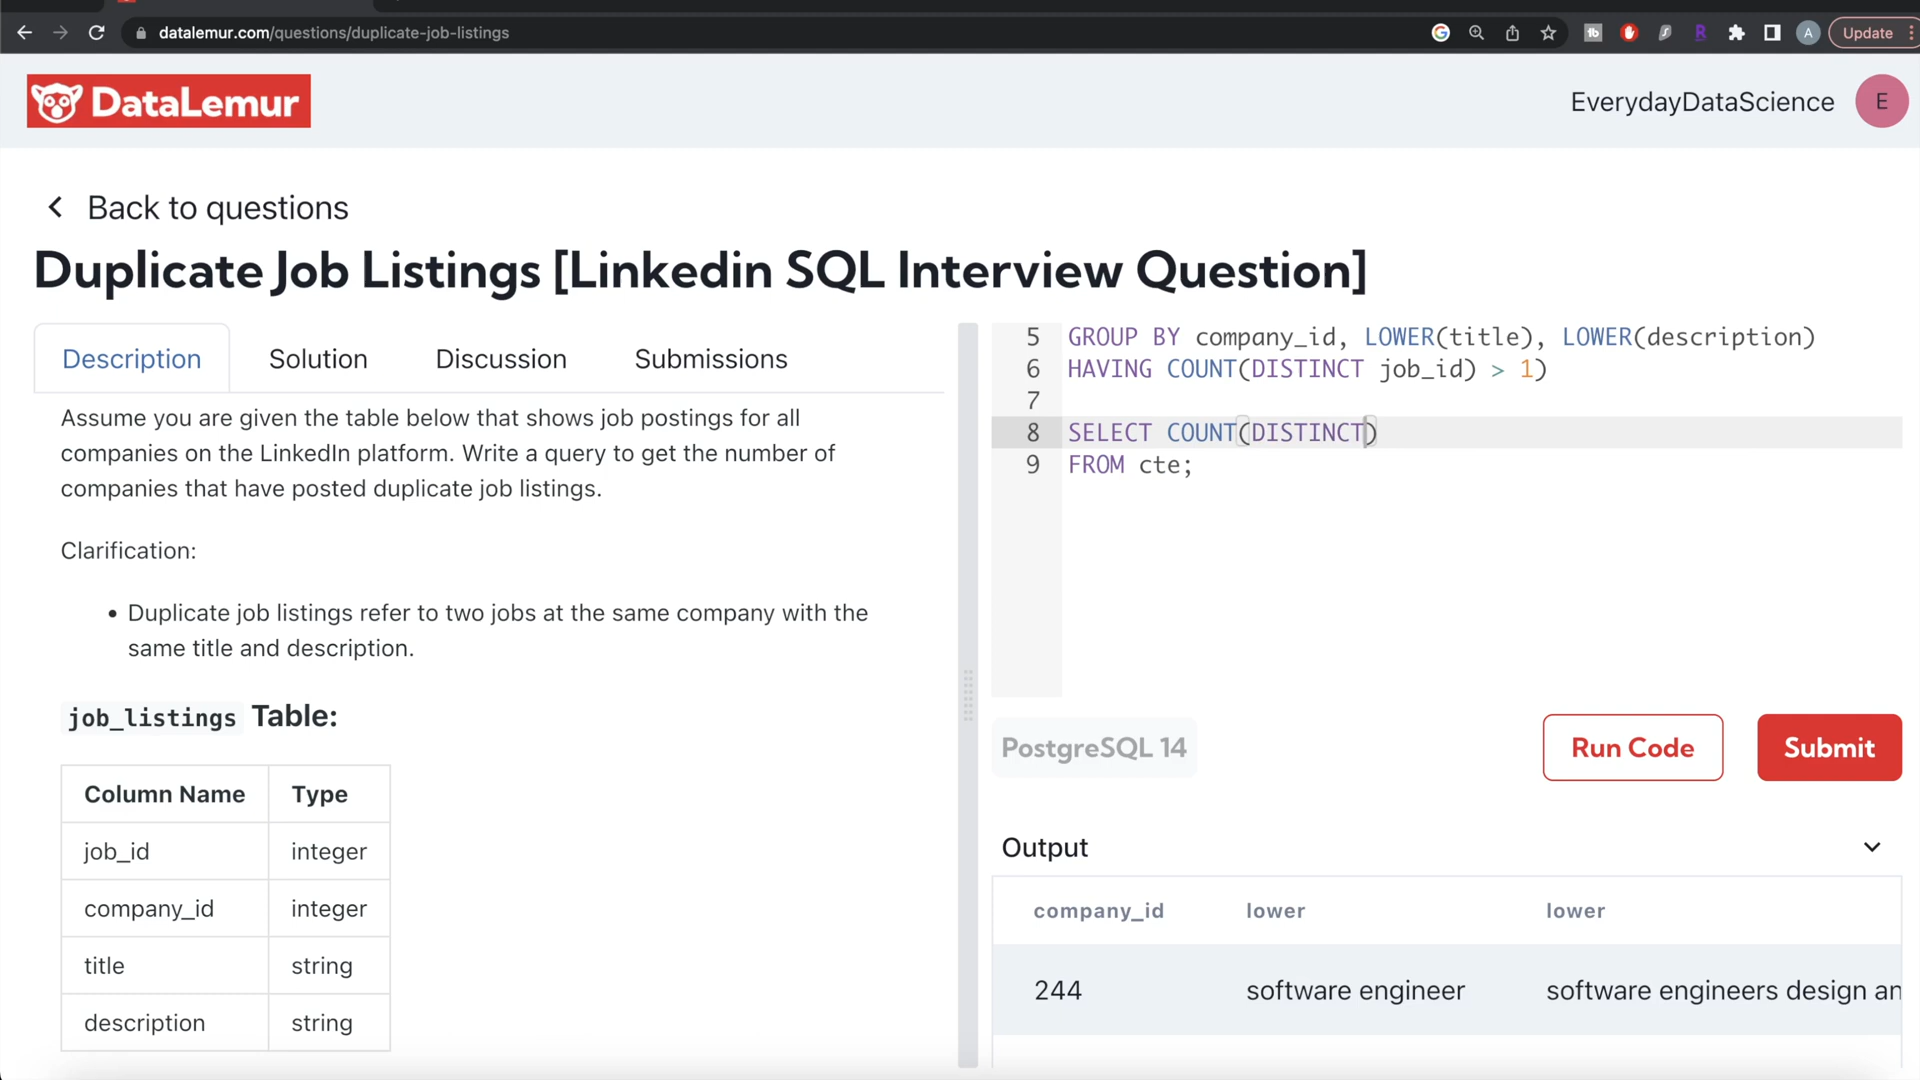 datalemur.com/questions/duplicate-job-listings
Update
DataLemur
EverydayDataScience
E
A
Back to questions
Duplicate Job Listings [Linkedin SQL Interview Question]
Description
Solution
Discussion
Submissions
Assume you are given the table below that shows job postings for all
companies on the LinkedIn platform. Write a query to get the number of
companies that have posted duplicate job listings.
Clarification:
• Duplicate job listings refer to two jobs at the same company with the
same title and description.
job_listings Table:
Column Name Type
job_id integer
company_id integer
title string
description string
5 GROUP BY company_id, LOWER(title), LOWER(description)
6 HAVING COUNT(DISTINCT job_id) > 1)
7
8 SELECT COUNT(DISTINCT)
9 FROM cte;
PostgreSQL 14
Run Code
Submit
Output
company_id lower lower
244 software engineer software engineers design an